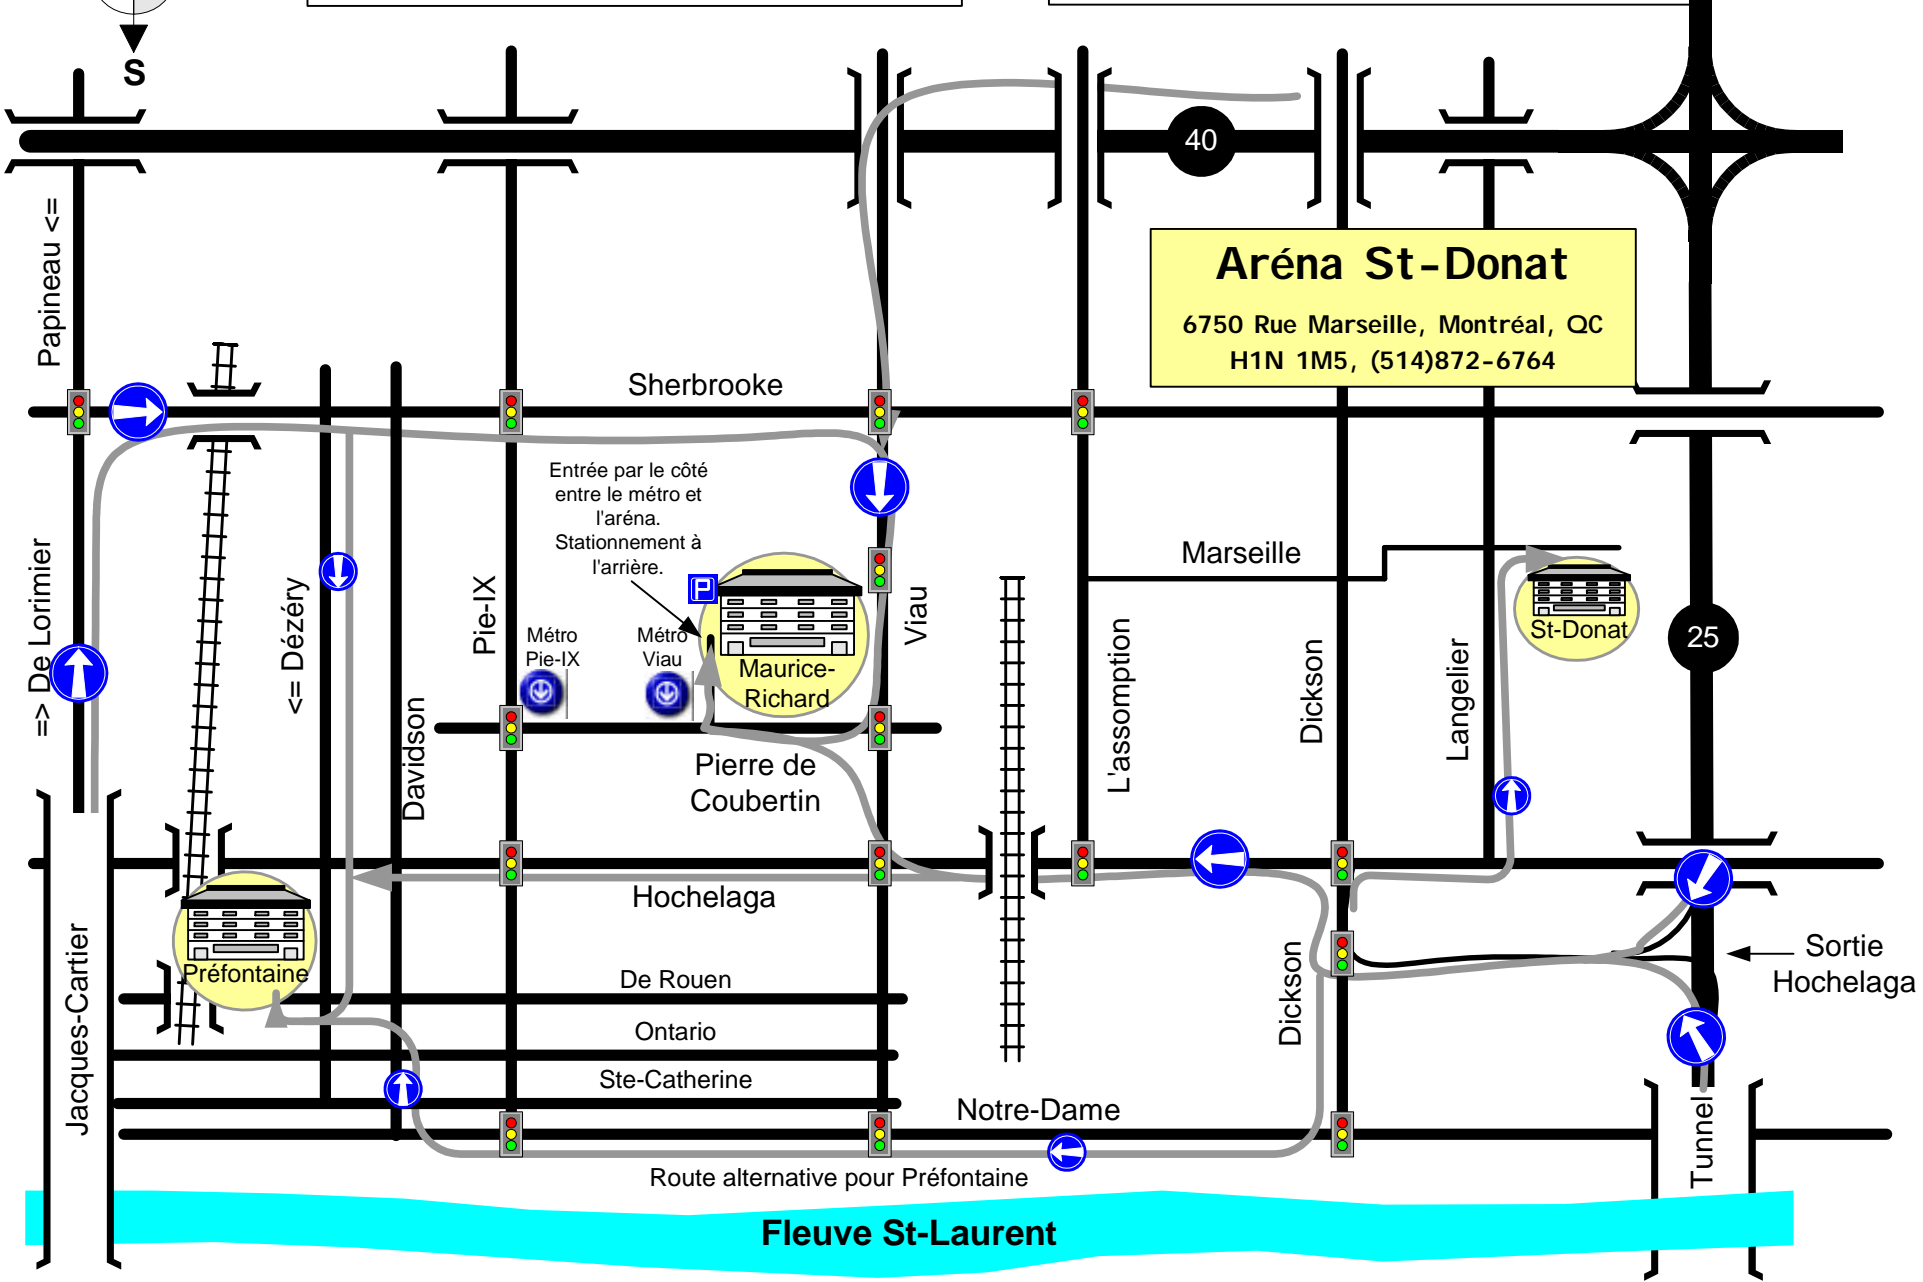 S
40
Papineau <=
Aréna St-Donat
6750 Rue Marseille, Montréal, QC
H1N 1M5, (514)872-6764
Sherbrooke
Entrée par le côté
entre le métro et
l'aréna.
Stationnement à
l'arrière.
P
Marseille
=> De Lorimier
<= Dézéry
Pie-IX
Métro
Pie-IX
Métro
Viau
Maurice-
Richard
Viau
L'assomption
Dickson
Langelier
St-Donat
25
Davidson
Pierre de
Coubertin
Hochelaga
Préfontaine
Jacques-Cartier
De Rouen
Ontario
Ste-Catherine
Notre-Dame
Dickson
Sortie
Hochelaga
Tunnel
Route alternative pour Préfontaine
Fleuve St-Laurent